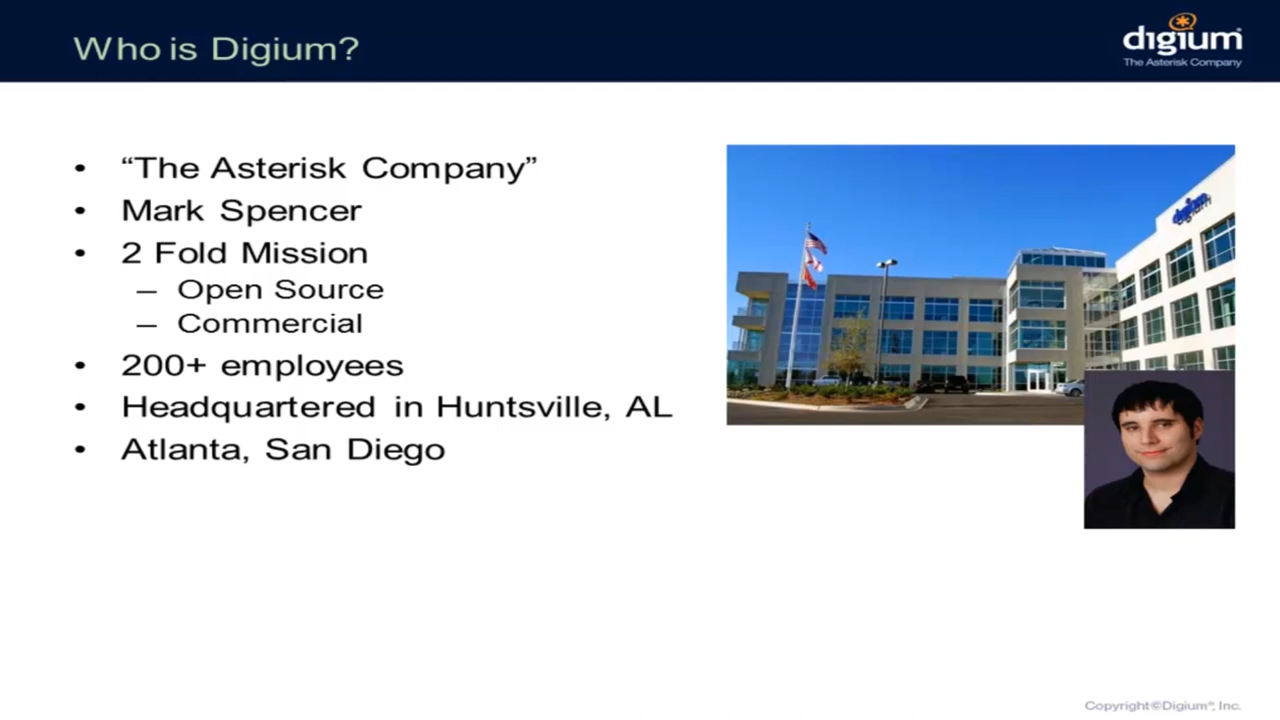 Who is Digium?
digium
The Asterisk Company
• “The Asterisk Company”
• Mark Spencer
• 2 Fold Mission
– Open Source
– Commercial
• 200+ employees
• Headquartered in Huntsville, AL
• Atlanta, San Diego
digium
Copyright©Digium®, Inc.